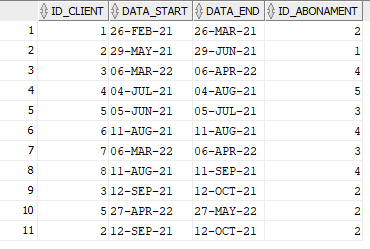 ID_CLIENT DATA_START DATA_END ID_ABONAMENT
1 1 26-FEB-21 26-MAR-21 2
2 2 29-MAY-21 29-JUN-21 1
3 3 06-MAR-22 06-APR-22 4
4 4 04-JUL-21 04-AUG-21 5
5 5 05-JUN-21 05-JUL-21 3
6 6 11-AUG-21 11-AUG-21 4
7 7 06-MAR-22 06-APR-22 3
8 8 11-AUG-21 11-SEP-21 4
9 3 12-SEP-21 12-OCT-21 2
10 5 27-APR-22 27-MAY-22 2
11 2 12-SEP-21 12-OCT-21 2